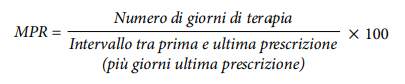 Numero di giorni di terapia
MPR = × 100
Intervallo tra prima e ultima prescrizione
(più giorni ultima prescrizione)